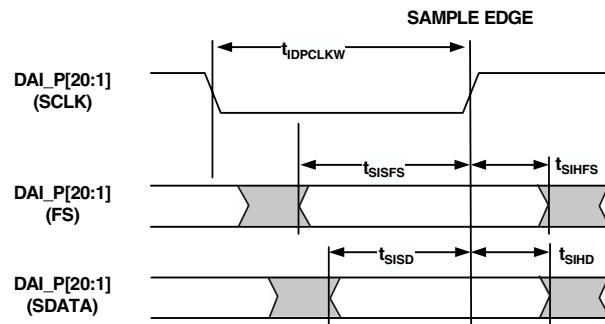 SAMPLE EDGE
tIDPCLKW
DAI_P[20:1]
(SCLK)
tSISFS
tSIHFS
DAI_P[20:1]
(FS)
tSISD
tSIHD
DAI_P[20:1]
(SDATA)